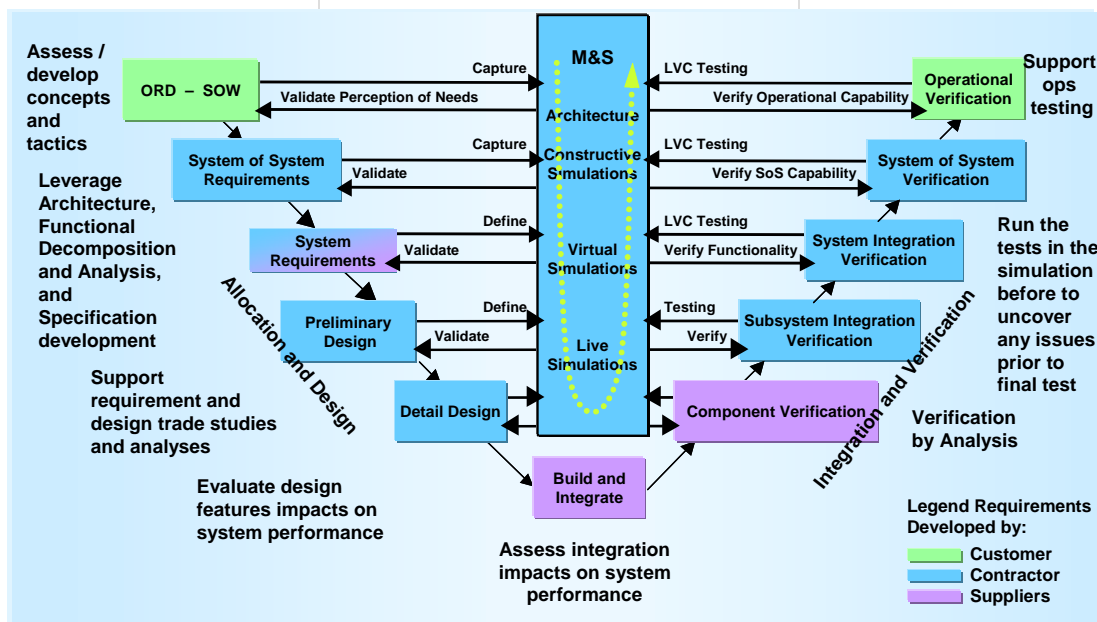 Assess /
develop
concepts
and
tactics
ORD – SOW
Capture
Validate Perception of Needs
M&S
LVC Testing
Verify Operational Capability
Operational
Verification
Support
ops
testing
Architecture
System of System
Requirements
Capture
Validate
Constructive
Simulations
LVC Testing
Verify SoS Capability
System of System
Verification
Leverage
Architecture,
Functional
Decomposition
and Analysis,
and
Specification
development
System
Requirements
Define
Validate
Virtual
Simulations
LVC Testing
Verify Functionality
System Integration
Verification
Run the
tests in the
simulation
before to
uncover
any issues
prior to
final test
Allocation and Design
Preliminary
Design
Define
Validate
Live
Simulations
Testing
Verify
Subsystem Integration
Verification
Integration and Verification
Support
requirement and
design trade studies
and analyses
Detail Design
Component Verification
Verification
by Analysis
Build and
Integrate
Evaluate design
features impacts on
system performance
Assess integration
impacts on system
performance
Legend Requirements
Developed by:
Customer
Contractor
Suppliers